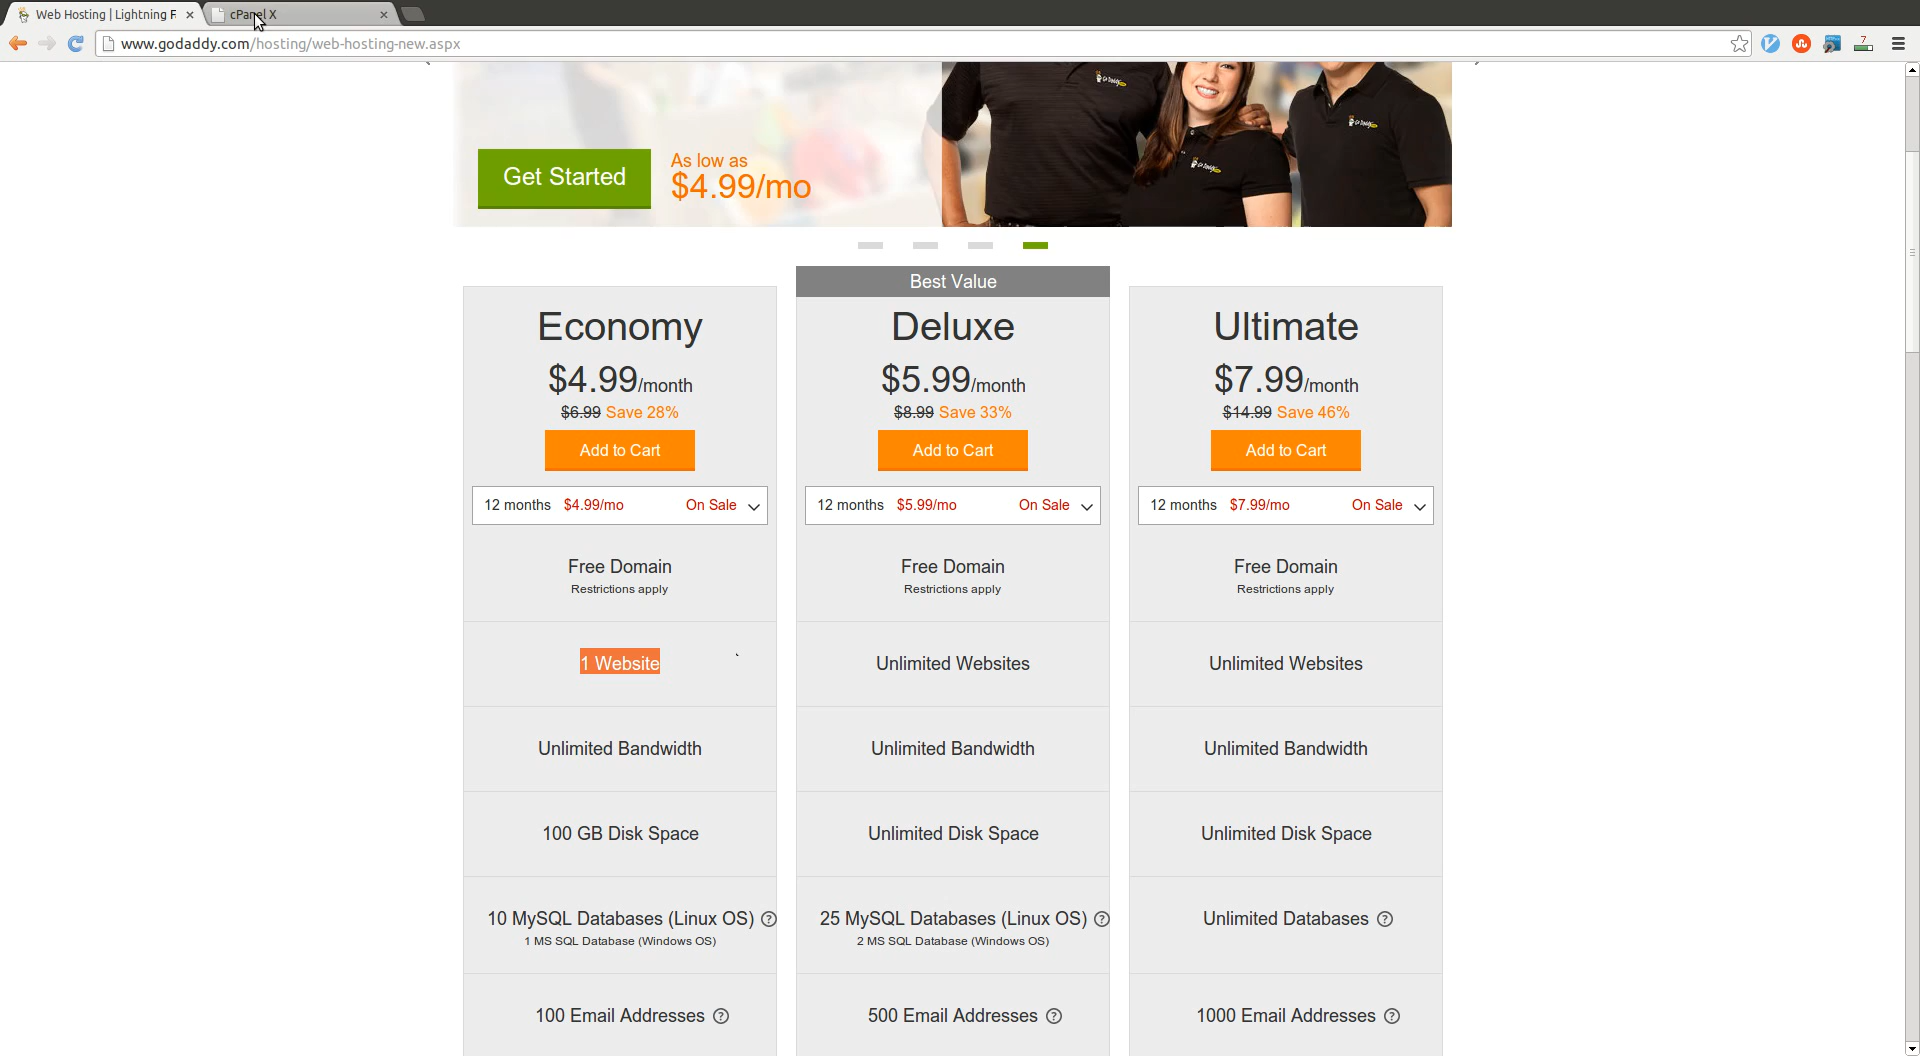 Web Hosting | Lightning F
cPanel X
www.godaddy.com/hosting/web-hosting-new.aspx
7
Go Daddy
Go Daddy
Go Daddy
Get Started
As low as
$4.99/mo
Best Value
Economy
$4.99/month
$6.99 Save 28%
Add to Cart
12 months $4.99/mo On Sale
Free Domain
Restrictions apply
1 Website
Unlimited Bandwidth
100 GB Disk Space
10 MySQL Databases (Linux OS) ?
1 MS SQL Database (Windows OS)
100 Email Addresses ?
Deluxe
$5.99/month
$8.99 Save 33%
Add to Cart
12 months $5.99/mo On Sale
Free Domain
Restrictions apply
Unlimited Websites
Unlimited Bandwidth
Unlimited Disk Space
25 MySQL Databases (Linux OS) ?
2 MS SQL Database (Windows OS)
500 Email Addresses ?
Ultimate
$7.99/month
$14.99 Save 46%
Add to Cart
12 months $7.99/mo On Sale
Free Domain
Restrictions apply
Unlimited Websites
Unlimited Bandwidth
Unlimited Disk Space
Unlimited Databases ?
1000 Email Addresses ?